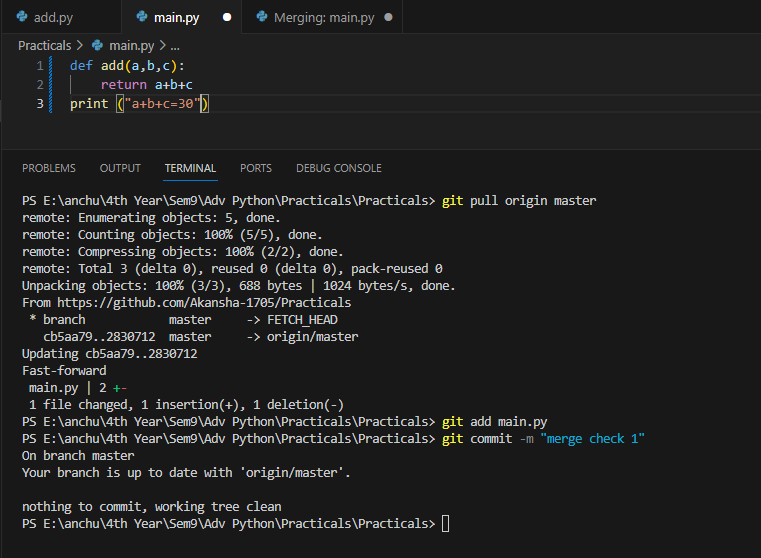 add.py main.py Merging: main.py
Practicals > main.py > ...
1 def add(a,b,c):
2 return a+b+c
3 print ("a+b+c=30")
PROBLEMS OUTPUT TERMINAL PORTS DEBUG CONSOLE
PS E:\anchu\4th Year\Sem9\Adv Python\Practicals\Practicals> git pull origin master
remote: Enumerating objects: 5, done.
remote: Counting objects: 100% (5/5), done.
remote: Compressing objects: 100% (2/2), done.
remote: Total 3 (delta 0), reused 0 (delta 0), pack-reused 0
Unpacking objects: 100% (3/3), 688 bytes | 1024 bytes/s, done.
From https://github.com/Akansha-1705/Practicals
* branch master -> FETCH_HEAD
cb5aa79..2830712 master -> origin/master
Updating cb5aa79..2830712
Fast-forward
main.py | 2 +-
1 file changed, 1 insertion(+), 1 deletion(-)
PS E:\anchu\4th Year\Sem9\Adv Python\Practicals\Practicals> git add main.py
PS E:\anchu\4th Year\Sem9\Adv Python\Practicals\Practicals> git commit -m "merge check 1"
On branch master
Your branch is up to date with 'origin/master'.
nothing to commit, working tree clean
PS E:\anchu\4th Year\Sem9\Adv Python\Practicals\Practicals>